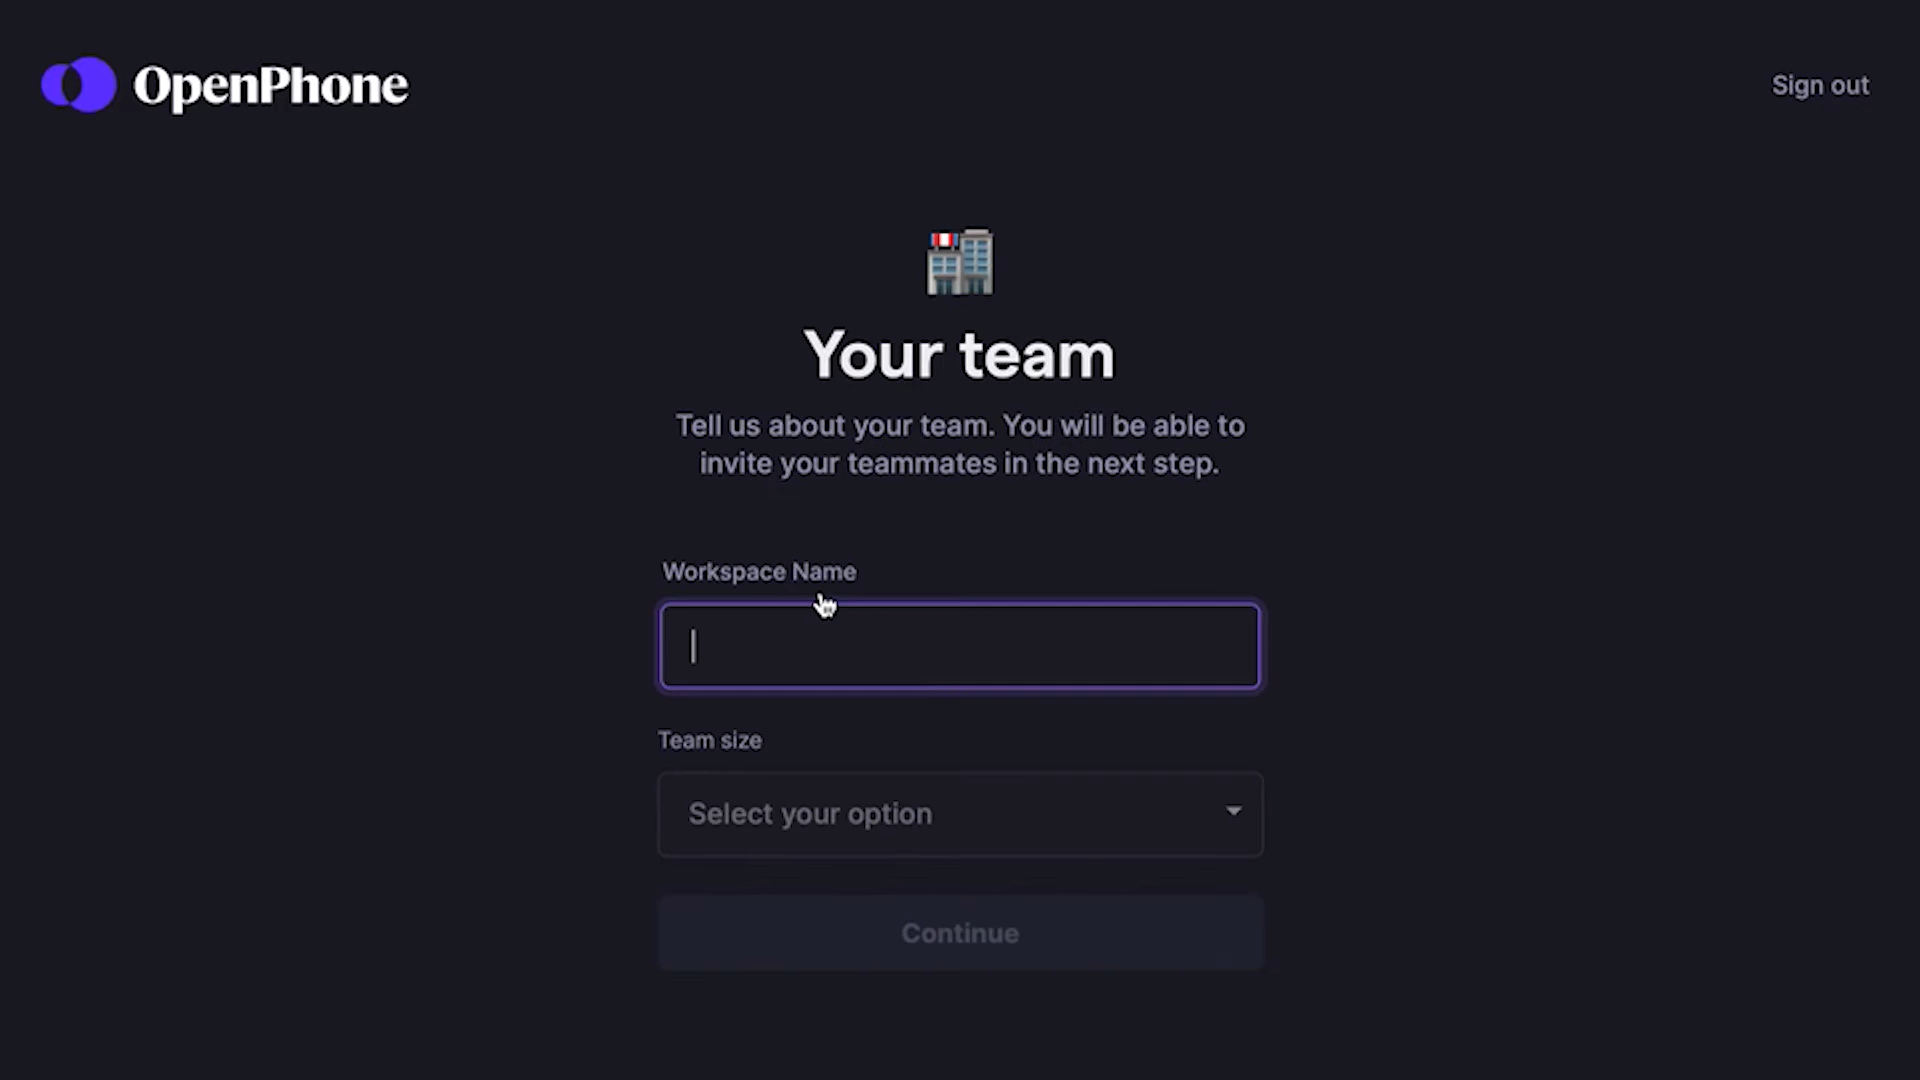 OpenPhone
Sign out
Your team
Tell us about your team. You will be able to
invite your teammates in the next step.
Workspace Name
Team size
Select your option
Continue